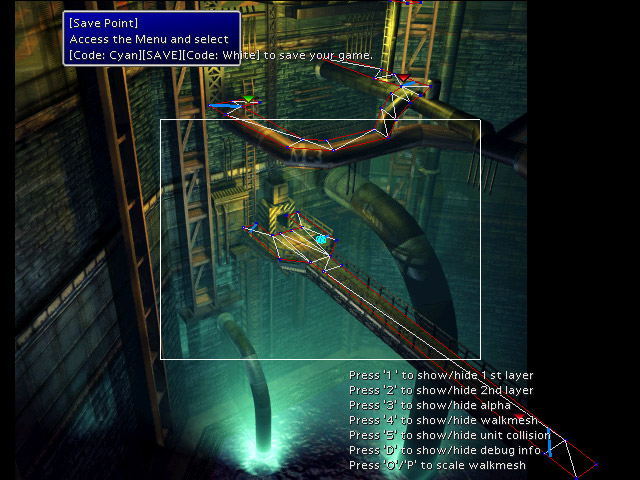 [Save Point]
Access the Menu and select
[Code: Cyan][SAVE][Code: White] to save your game.
Press '1' to show/hide 1 st layer
Press '2' to show/hide 2nd layer
Press '3' to show/hide alpha
Press '4' to show/hide walkmesh
Press '5' to show/hide unit collision
Press 'D' to show/hide debug info
Press 'O'/'P' to scale walkmesh